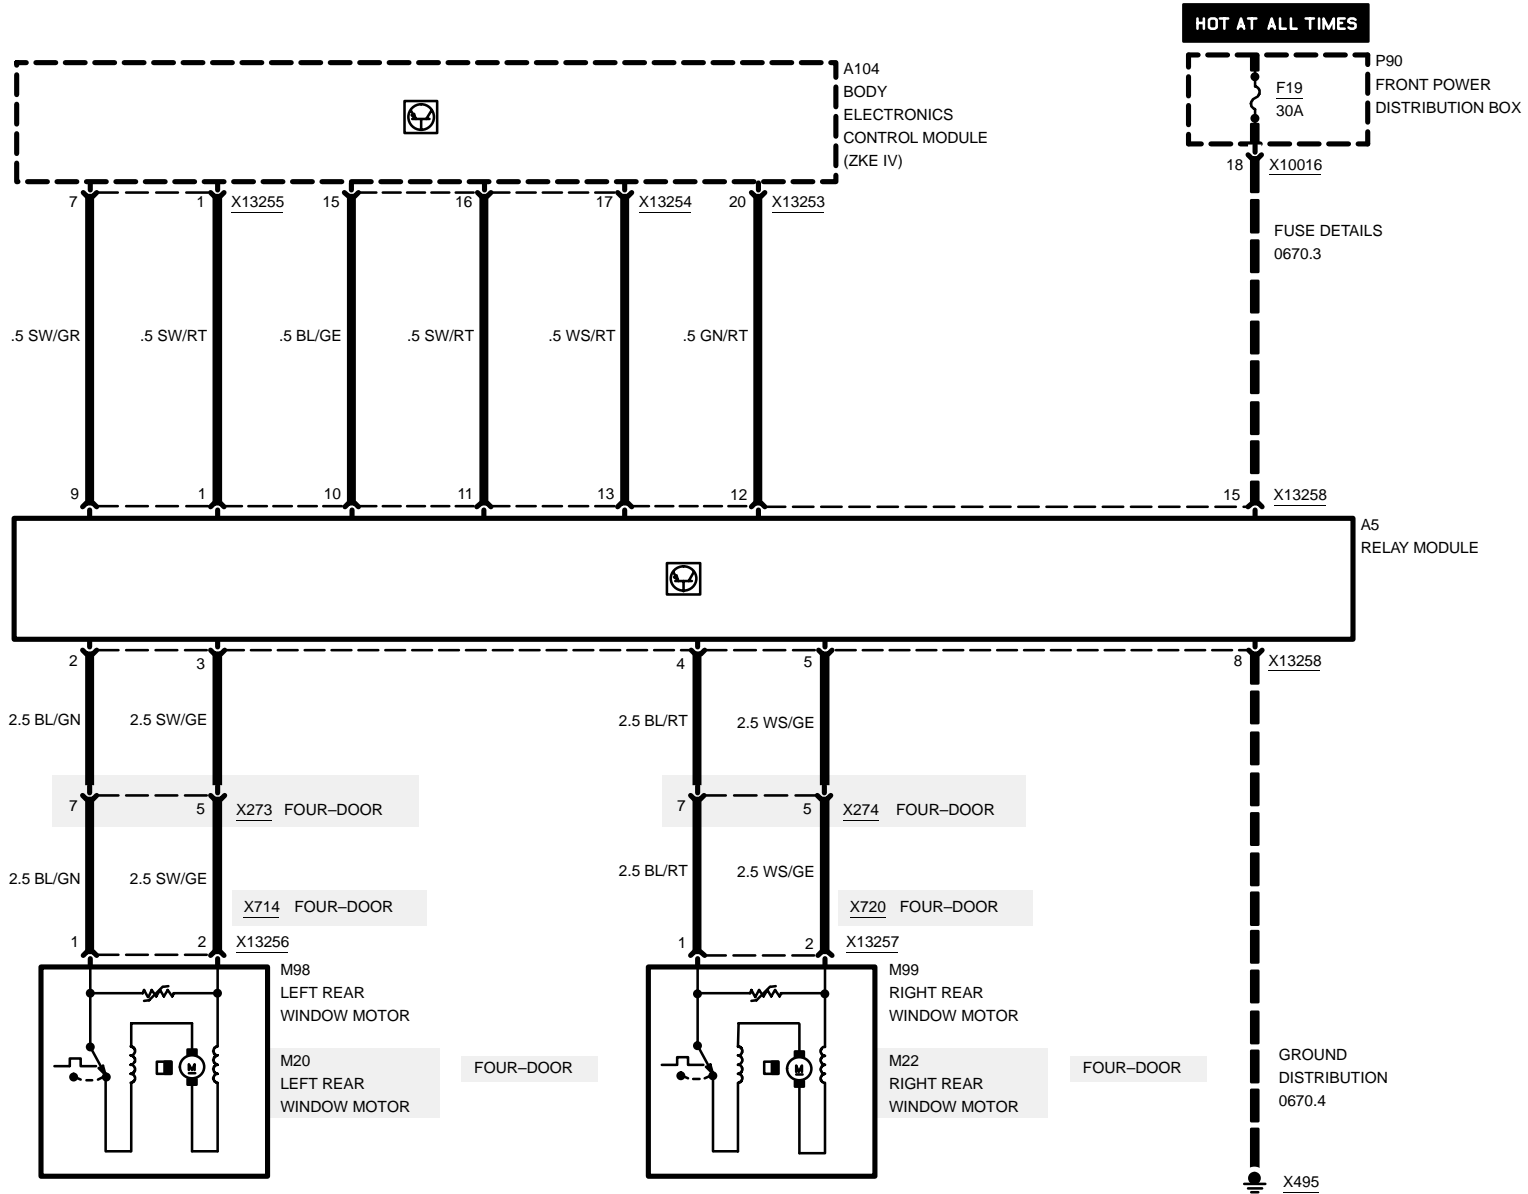 HOT AT ALL TIMES
P90
FRONT POWER
DISTRIBUTION BOX
F19
30A
18 X10016
FUSE DETAILS
0670.3
A104
BODY
ELECTRONICS
CONTROL MODULE
(ZKE IV)
7 1 X13255 15 16 17 X13254 20 X13253
.5 SW/GR .5 SW/RT .5 BL/GE .5 SW/RT .5 WS/RT .5 GN/RT
9 1 10 11 13 12 15 X13258
A5
RELAY MODULE
2 3 4 5 8 X13258
2.5 BL/GN 2.5 SW/GE 2.5 BL/RT 2.5 WS/GE
7 5 X273 FOUR–DOOR 7 5 X274 FOUR–DOOR
2.5 BL/GN 2.5 SW/GE 2.5 BL/RT 2.5 WS/GE
X714 FOUR–DOOR X720 FOUR–DOOR
1 2 X13256 1 2 X13257
M98
LEFT REAR
WINDOW MOTOR
M20
LEFT REAR
WINDOW MOTOR
FOUR–DOOR
M
M99
RIGHT REAR
WINDOW MOTOR
M22
RIGHT REAR
WINDOW MOTOR
FOUR–DOOR
M
GROUND
DISTRIBUTION
0670.4
X495